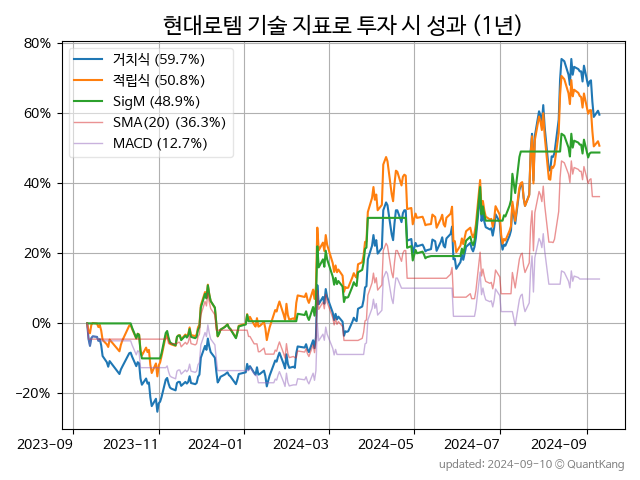 현대로템 기술 지표로 투자 시 성과 (1년)
80%
60%
40%
20%
0%
−20%
거치식 (59.7%)
적립식 (50.8%)
SigM (48.9%)
SMA(20) (36.3%)
MACD (12.7%)
2023-09 2023-11 2024-01 2024-03 2024-05 2024-07 2024-09
updated: 2024-09-10 © QuantKang